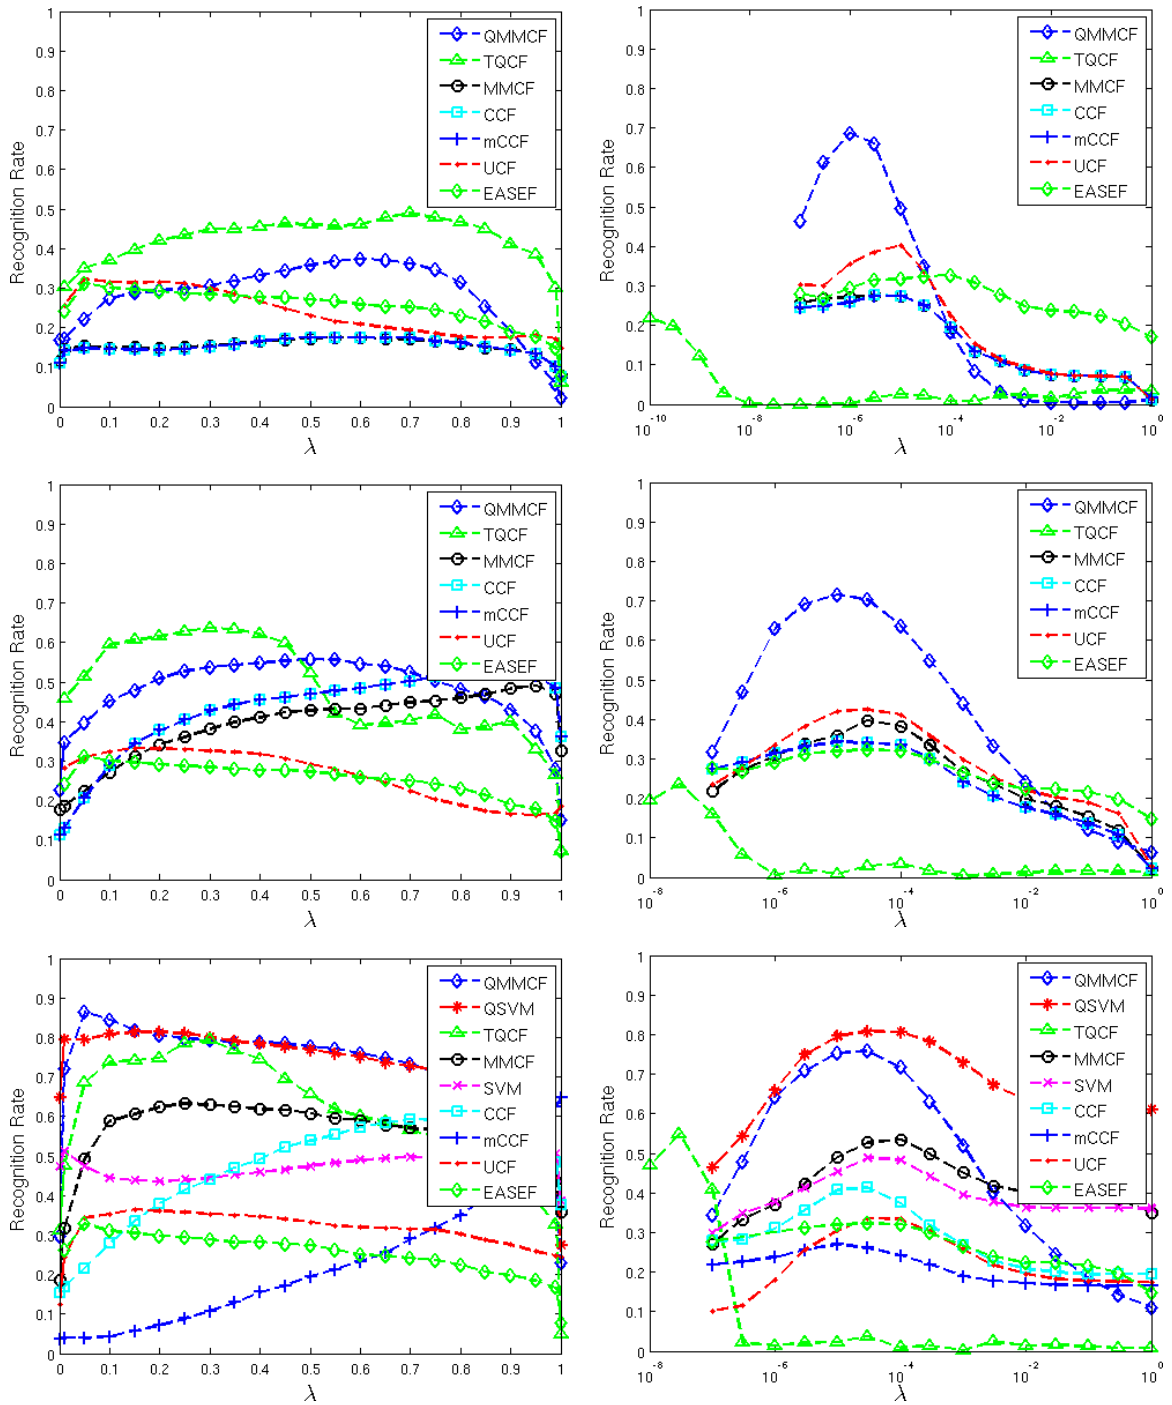 1
0.9
0.8
0.7
0.6
0.5
0.4
0.3
0.2
0.1
0
Recognition Rate
QMMCF
TQCF
MMCF
CCF
mCCF
UCF
EASEF
0 0.1 0.2 0.3 0.4 0.5 0.6 0.7 0.8 0.9 1
λ
1
0.9
0.8
0.7
0.6
0.5
0.4
0.3
0.2
0.1
0
Recognition Rate
QMMCF
TQCF
MMCF
CCF
mCCF
UCF
EASEF
10^-10 10^-8 10^-6 10^-4 10^-2 10^0
λ
1
0.9
0.8
0.7
0.6
0.5
0.4
0.3
0.2
0.1
0
Recognition Rate
QMMCF
TQCF
MMCF
CCF
mCCF
UCF
EASEF
0 0.1 0.2 0.3 0.4 0.5 0.6 0.7 0.8 0.9 1
λ
1
0.9
0.8
0.7
0.6
0.5
0.4
0.3
0.2
0.1
0
Recognition Rate
QMMCF
TQCF
MMCF
CCF
mCCF
UCF
EASEF
10^-8 10^-6 10^-4 10^-2 10^0
λ
1
0.9
0.8
0.7
0.6
0.5
0.4
0.3
0.2
0.1
0
Recognition Rate
QMMCF
QSVM
TQCF
MMCF
SVM
CCF
mCCF
UCF
EASEF
0 0.1 0.2 0.3 0.4 0.5 0.6 0.7 0.8 0.9 1
λ
1
0.9
0.8
0.7
0.6
0.5
0.4
0.3
0.2
0.1
0
Recognition Rate
QMMCF
QSVM
TQCF
MMCF
SVM
CCF
mCCF
UCF
EASEF
10^-8 10^-6 10^-4 10^-2 10^0
λ